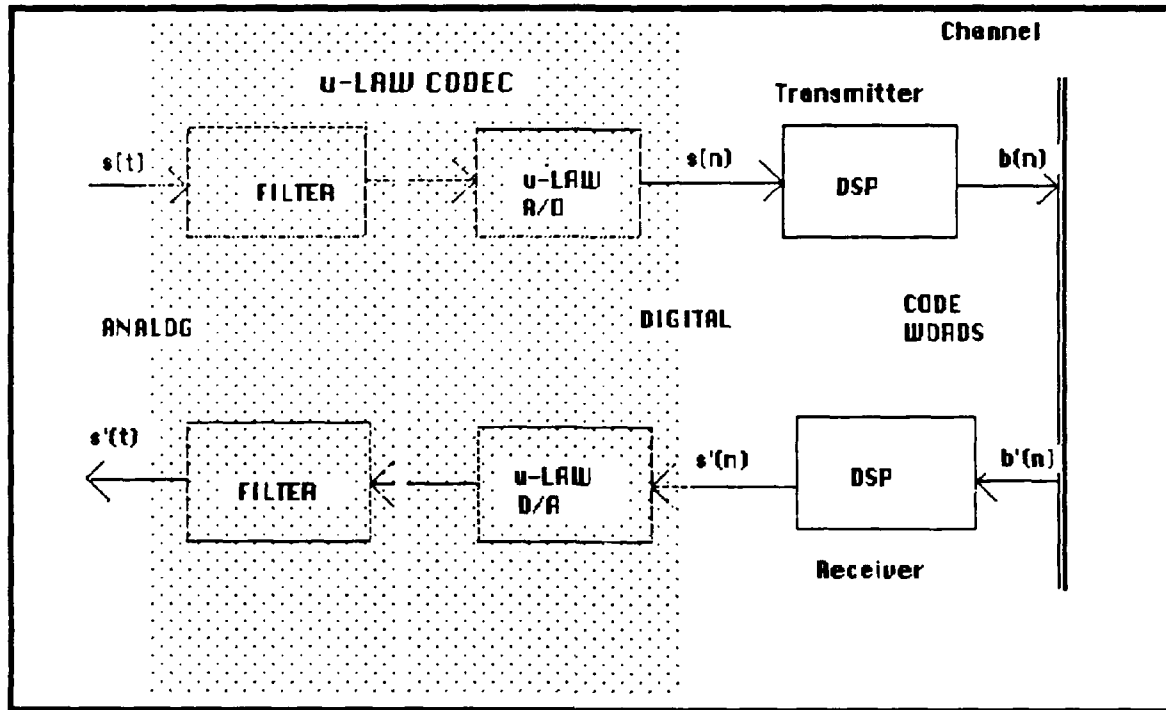 Channel
u-LAW CODEC
Transmitter
s(t)
FILTER
u-LAW
A/D
s(n)
DSP
b(n)
ANALOG
DIGITAL
CODE
WORDS
s'(t)
FILTER
u-LAW
D/A
s'(n)
DSP
b'(n)
Receiver